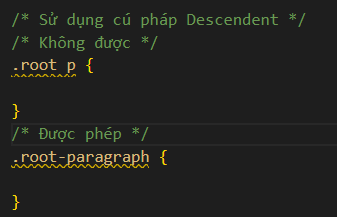 /* Sử dụng cú pháp Descendent */
/* Không được */
.root p {
}
/* Được phép */
.root-paragraph {
}